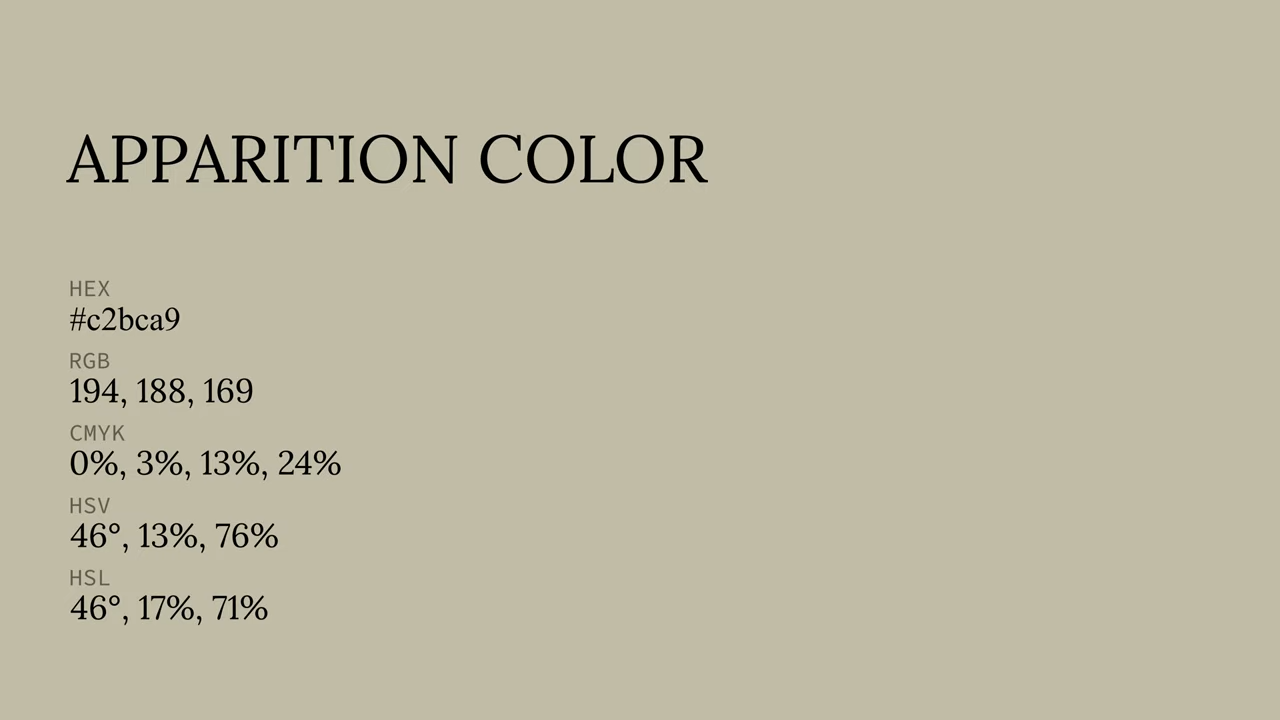 APPARITION COLOR
HEX
#c2bca9
RGB
194, 188, 169
CMYK
0%, 3%, 13%, 24%
HSV
46°, 13%, 76%
HSL
46°, 17%, 71%